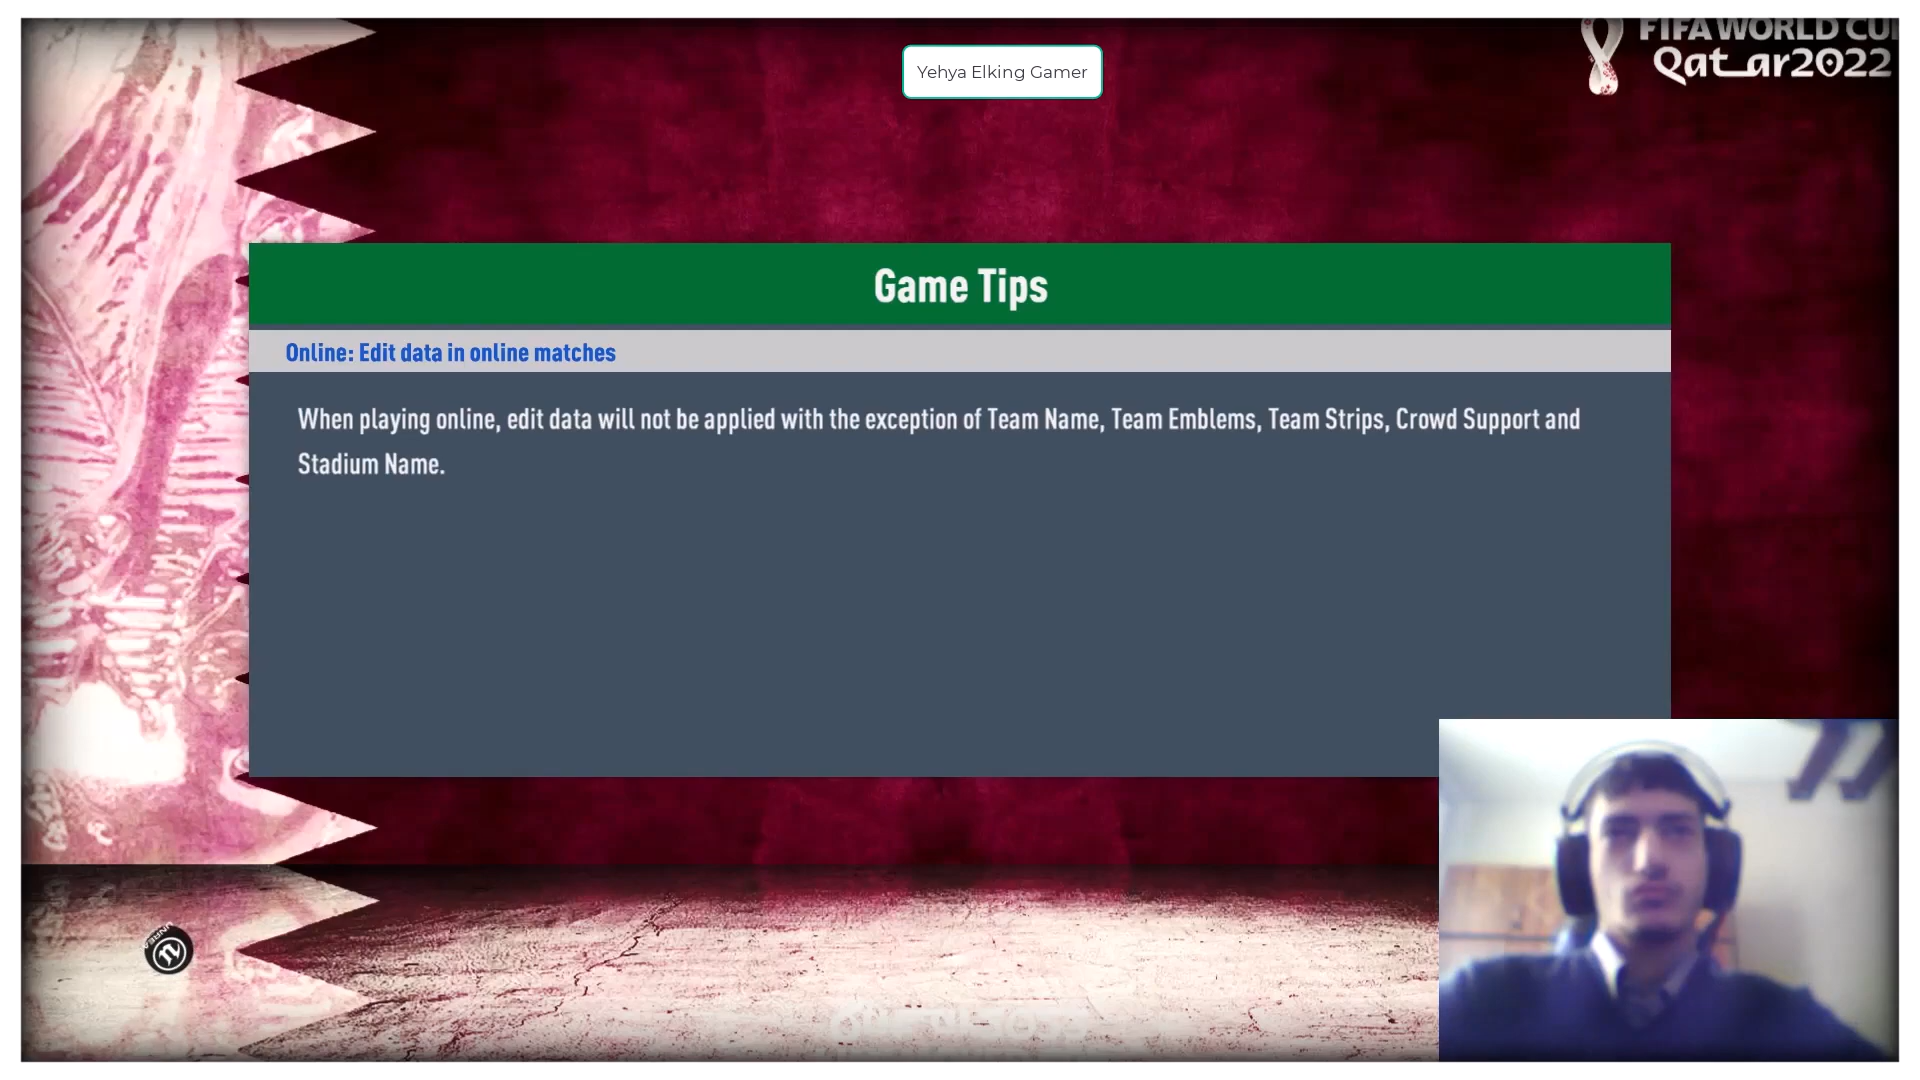 FIFA WORLD CU
Qatar2022
Yehya Elking Gamer
Game Tips
Online: Edit data in online matches
When playing online, edit data will not be applied with the exception of Team Name, Team Emblems, Team Strips, Crowd Support and
Stadium Name.